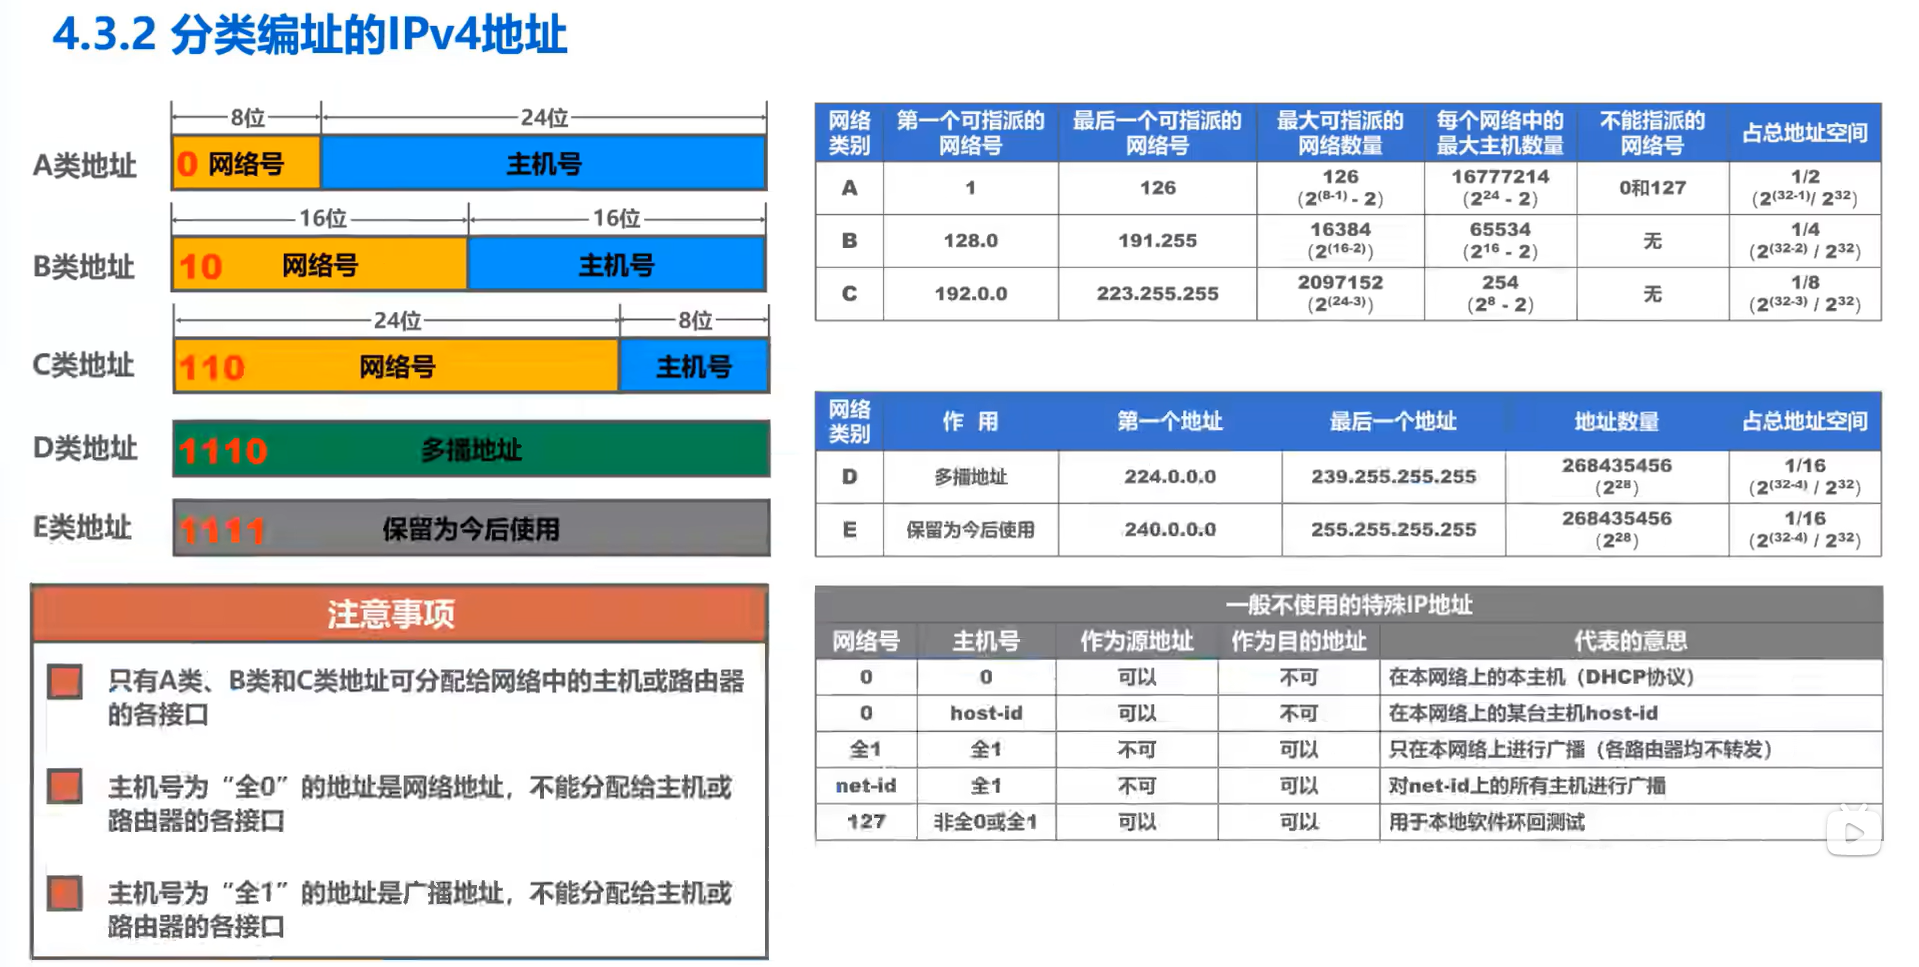 4.3.2 分类编址的IPv4地址
8位
24位
A类地址
0 网络号
主机号
16位
16位
B类地址
10 网络号
主机号
24位
8位
C类地址
110 网络号
主机号
D类地址
1110 多播地址
E类地址
1111 保留为今后使用
注意事项
只有A类、B类和C类地址可分配给网络中的主机或路由器
的各接口
主机号为“全0”的地址是网络地址，不能分配给主机或
路由器的各接口
主机号为“全1”的地址是广播地址，不能分配给主机或
路由器的各接口
网络类别 第一个可指派的网络号 最后一个可指派的网络号 最大可指派的网络数量 每个网络中的最大主机数量 不能指派的网络号 占总地址空间
A 1 126 126 (2^(8-1) - 2) 16777214 (2^24 - 2) 0和127 1/2 (2^(32-1) / 2^32)
B 128.0 191.255 16384 (2^(16-2)) 65534 (2^16 - 2) 无 1/4 (2^(32-2) / 2^32)
C 192.0.0 223.255.255 2097152 (2^(24-3)) 254 (2^8 - 2) 无 1/8 (2^(32-3) / 2^32)
网络类别 作 用 第一个地址 最后一个地址 地址数量 占总地址空间
D 多播地址 224.0.0.0 239.255.255.255 268435456 (2^28) 1/16 (2^(32-4) / 2^32)
E 保留为今后使用 240.0.0.0 255.255.255.255 268435456 (2^28) 1/16 (2^(32-4) / 2^32)
一般不使用的特殊IP地址
网络号 主机号 作为源地址 作为目的地址 代表的意思
0 0 可以 不可 在本网络上的本主机（DHCP协议）
0 host-id 可以 不可 在本网络上的某台主机host-id
全1 全1 不可 可以 只在本网络上进行广播（各路由器均不转发）
net-id 全1 不可 可以 对net-id上的所有主机进行广播
127 非全0或全1 可以 可以 用于本地软件环回测试